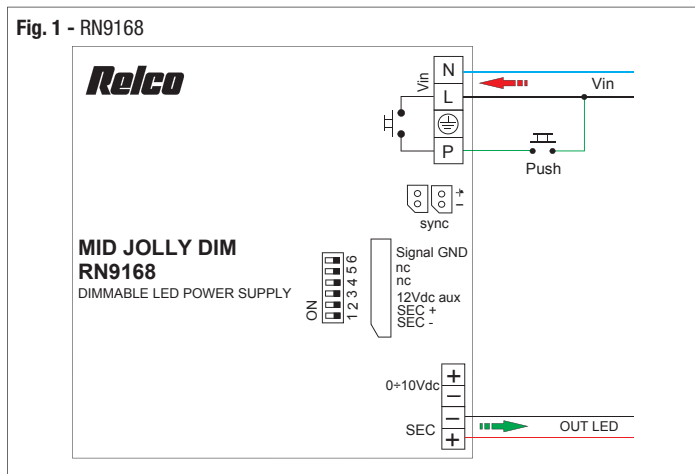 Fig. 1 - RN9168
Relco
Vin
N
L
P
Vin
Push
+
−
sync
MID JOLLY DIM
RN9168
DIMMABLE LED POWER SUPPLY
ON
1 2 3 4 5 6
Signal GND
nc
nc
12Vdc aux
SEC +
SEC -
0÷10Vdc
+
−
SEC
−
+
OUT LED